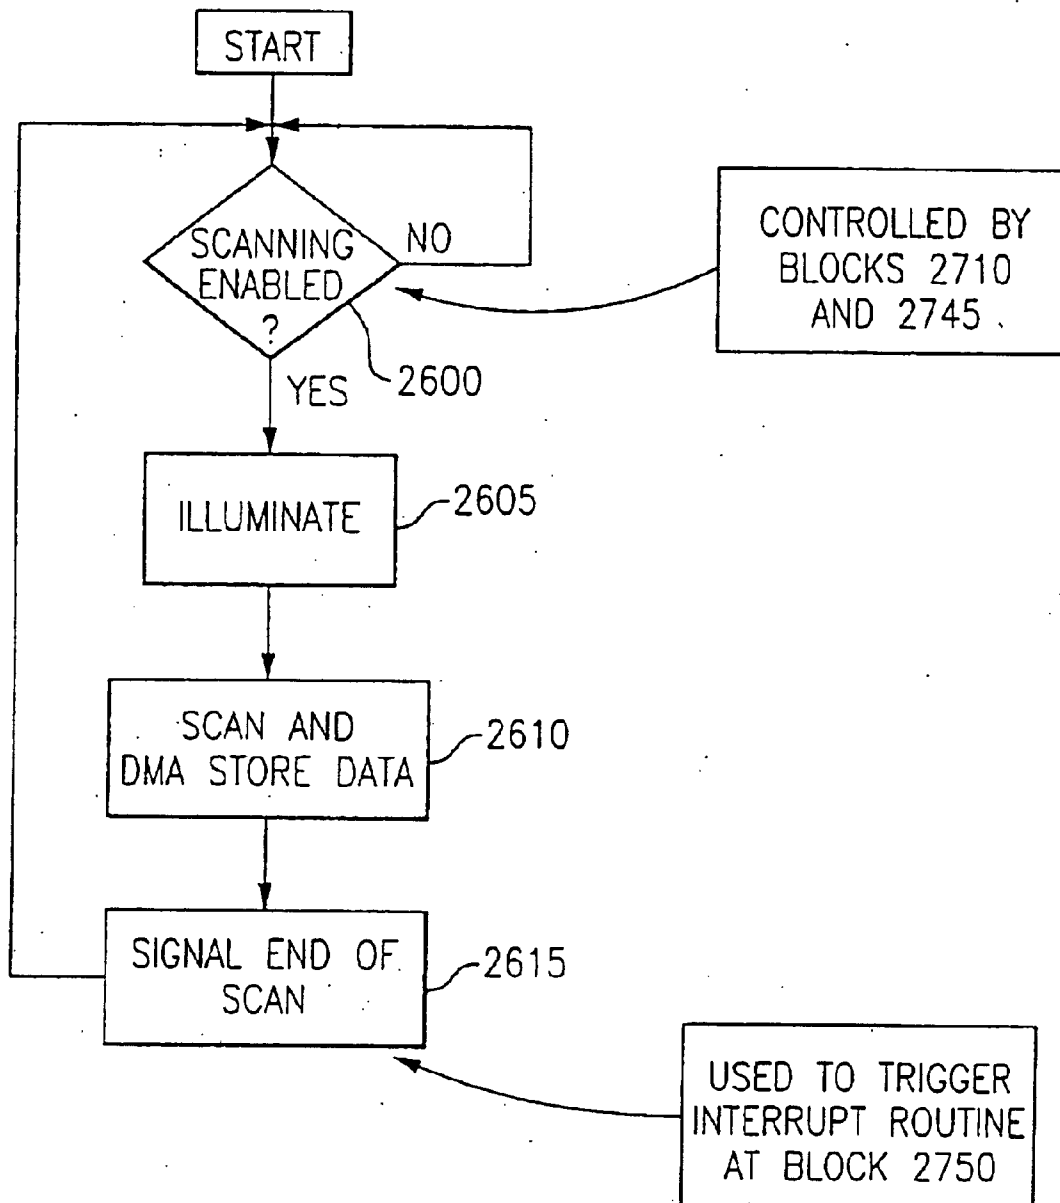 START
SCANNING
ENABLED
?
NO
CONTROLLED BY
BLOCKS 2710
AND 2745
2600
YES
ILLUMINATE
2605
SCAN AND
DMA STORE DATA
2610
SIGNAL END OF
SCAN
2615
USED TO TRIGGER
INTERRUPT ROUTINE
AT BLOCK 2750